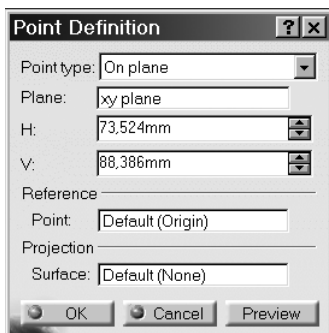 Point Definition ? ×
Point type: On plane
Plane: xy plane
H: 73,524mm
V: 88,386mm
Reference
Point: Default (Origin)
Projection
Surface: Default (None)
OK Cancel Preview